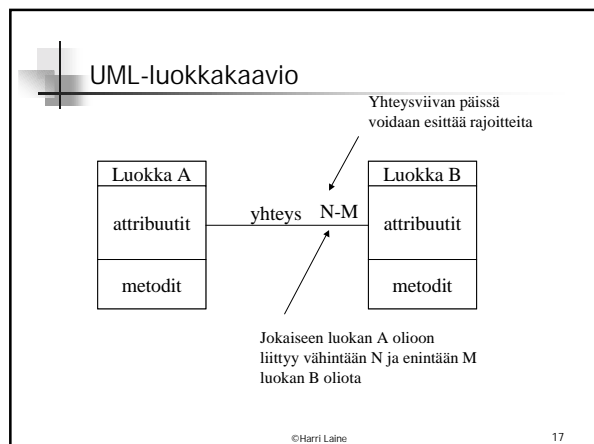 UML-luokkakaavio
Yhteysviivan päissä
voidaan esittää rajoitteita
Luokka A
attribuutit
metodit
yhteys N-M
Luokka B
attribuutit
metodit
Jokaiseen luokan A olioon
liittyy vähintään N ja enintään M
luokan B oliota
©Harri Laine
17